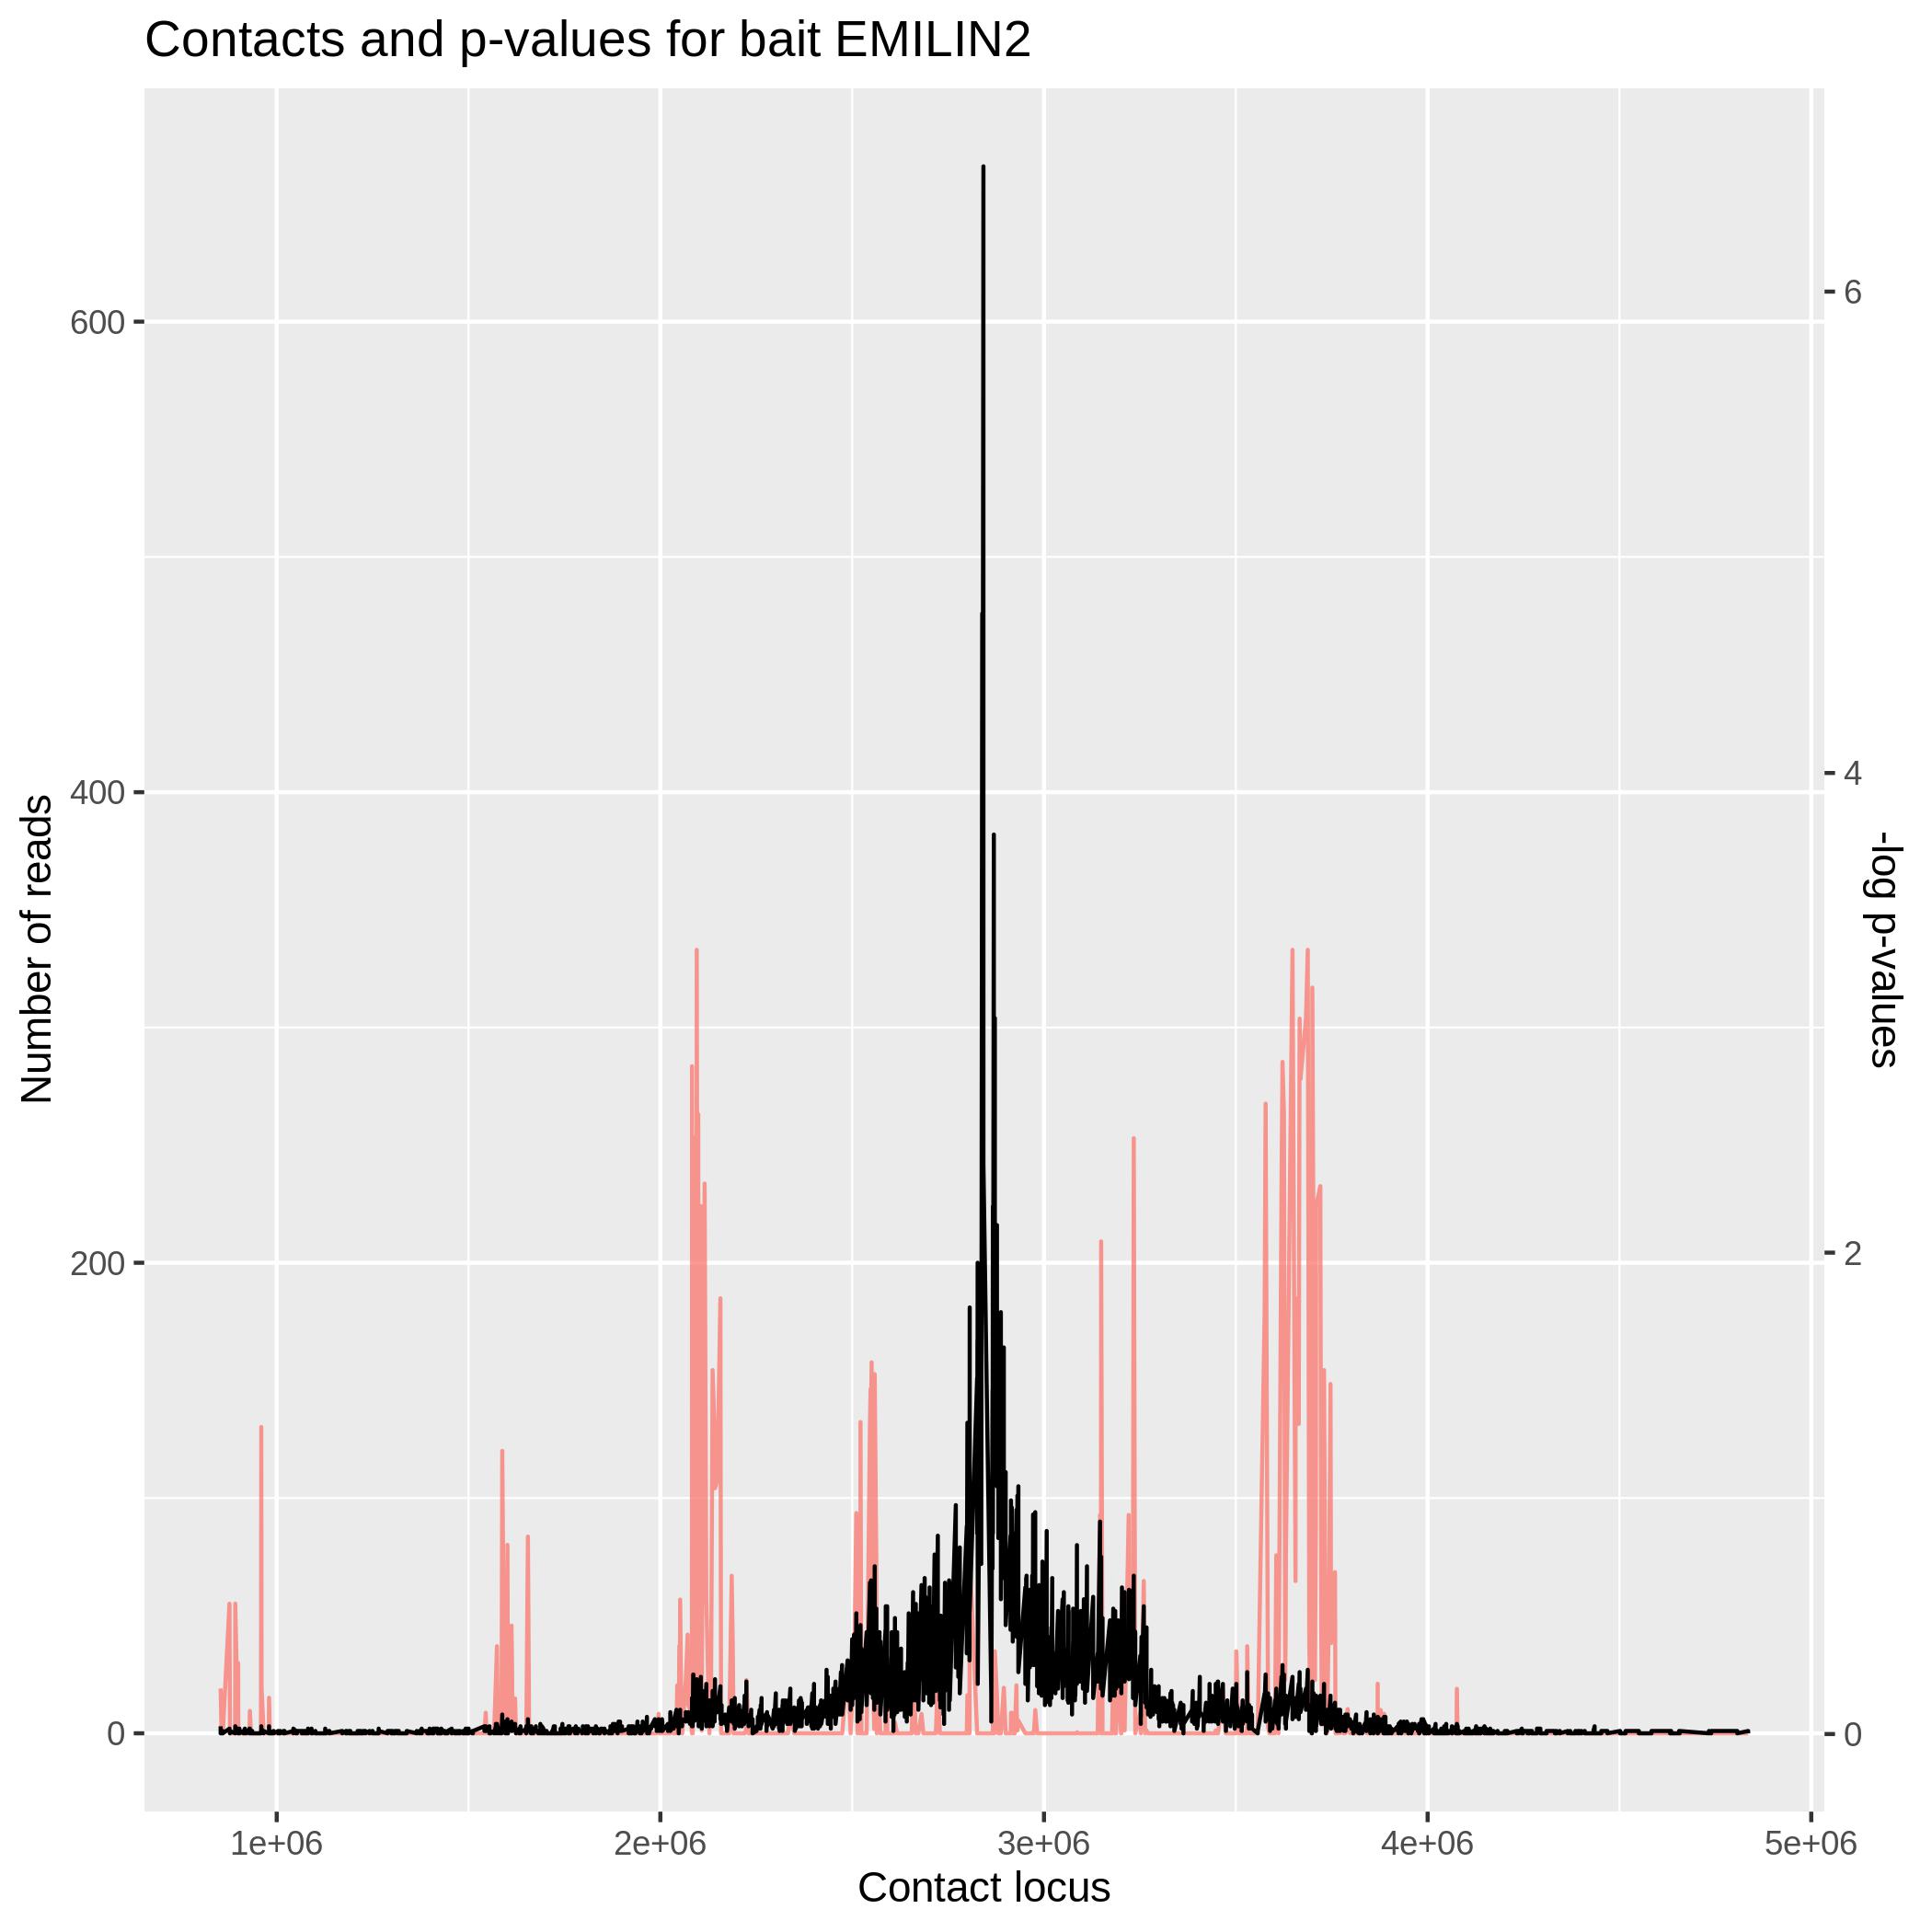 Contacts and p-values for bait EMILIN2
Number of reads
600
400
200
0
6
4
2
0
-log p-values
1e+06 2e+06 3e+06 4e+06 5e+06
Contact locus